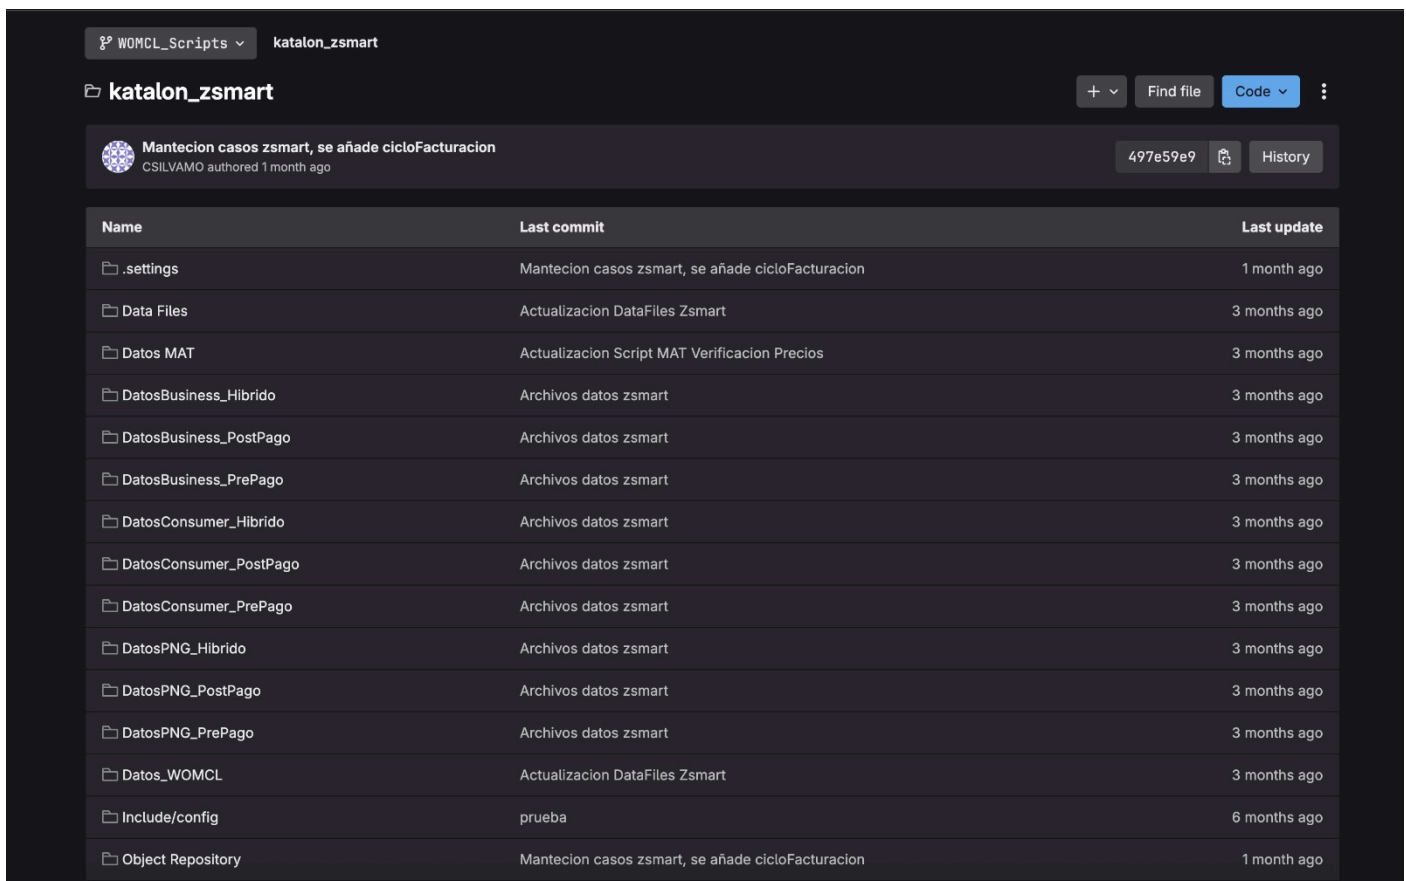 WOMCL_Scripts katalon_zsmart
katalon_zsmart + Find file Code
Mantecion casos zsmart, se añade cicloFacturacion
CSILVAMO authored 1 month ago
497e59e9 History
Name Last commit Last update
.settings Mantecion casos zsmart, se añade cicloFacturacion 1 month ago
Data Files Actualizacion DataFiles Zsmart 3 months ago
Datos MAT Actualizacion Script MAT Verificacion Precios 3 months ago
DatosBusiness_Hibrido Archivos datos zsmart 3 months ago
DatosBusiness_PostPago Archivos datos zsmart 3 months ago
DatosBusiness_PrePago Archivos datos zsmart 3 months ago
DatosConsumer_Hibrido Archivos datos zsmart 3 months ago
DatosConsumer_PostPago Archivos datos zsmart 3 months ago
DatosConsumer_PrePago Archivos datos zsmart 3 months ago
DatosPNG_Hibrido Archivos datos zsmart 3 months ago
DatosPNG_PostPago Archivos datos zsmart 3 months ago
DatosPNG_PrePago Archivos datos zsmart 3 months ago
Datos_WOMCL Actualizacion DataFiles Zsmart 3 months ago
Include/config prueba 6 months ago
Object Repository Mantecion casos zsmart, se añade cicloFacturacion 1 month ago